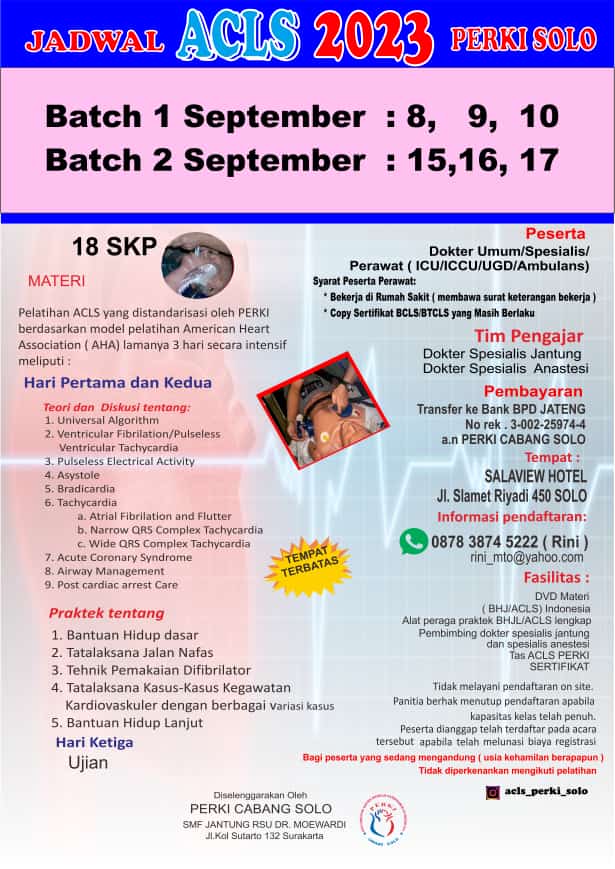 JADWAL ACLS 2023 PERKI SOLO
Batch 1 September : 8, 9, 10
Batch 2 September : 15,16, 17
18 SKP
MATERI
Pelatihan ACLS yang distandarisasi oleh PERKI
berdasarkan model pelatihan American Heart
Association ( AHA) lamanya 3 hari secara intensif
meliputi :
Hari Pertama dan Kedua
Teori dan Diskusi tentang:
1. Universal Algorithm
2. Ventricular Fibrilation/Pulseless
Ventricular Tachycardia
3. Pulseless Electrical Activity
4. Asystole
5. Bradicardia
6. Tachycardia
a. Atrial Fibrilation and Flutter
b. Narrow QRS Complex Tachycardia
c. Wide QRS Complex Tachycardia
7. Acute Coronary Syndrome
8. Airway Management
9. Post cardiac arrest Care
Praktek tentang
1. Bantuan Hidup dasar
2. Tatalaksana Jalan Nafas
3. Tehnik Pemakaian Difibrilator
4. Tatalaksana Kasus-Kasus Kegawatan
Kardiovaskuler dengan berbagai variasi kasus
5. Bantuan Hidup Lanjut
Hari Ketiga
Ujian
TEMPAT
TERBATAS
Peserta
Dokter Umum/Spesialis/
Perawat ( ICU/ICCU/UGD/Ambulans)
Syarat Peserta Perawat:
* Bekerja di Rumah Sakit ( membawa surat keterangan bekerja )
* Copy Sertifikat BCLS/BTCLS yang Masih Berlaku
Tim Pengajar
Dokter Spesialis Jantung
Dokter Spesialis Anastesi
Pembayaran
Transfer ke Bank BPD JATENG
No rek . 3-002-25974-4
a.n PERKI CABANG SOLO
Tempat :
SALAVIEW HOTEL
Jl. Slamet Riyadi 450 SOLO
Informasi pendaftaran:
0878 3874 5222 ( Rini )
rini_mto@yahoo.com
Fasilitas :
DVD Materi
( BHJ/ACLS) Indonesia
Alat peraga praktek BHJL/ACLS lengkap
Pembimbing dokter spesialis jantung
dan spesialis anestesi
Tas ACLS PERKI
SERTIFIKAT
Tidak melayani pendaftaran on site.
Panitia berhak menutup pendaftaran apabila
kapasitas kelas telah penuh.
Peserta dianggap telah terdaftar pada acara
tersebut apabila telah melunasi biaya registrasi
Bagi peserta yang sedang mengandung ( usia kehamilan berapapun )
Tidak diperkenankan mengikuti pelatihan
acls_perki_solo
Diselenggarakan Oleh
PERKI CABANG SOLO
SMF JANTUNG RSU DR. MOEWARDI
Jl.Kol Sutarto 132 Surakarta